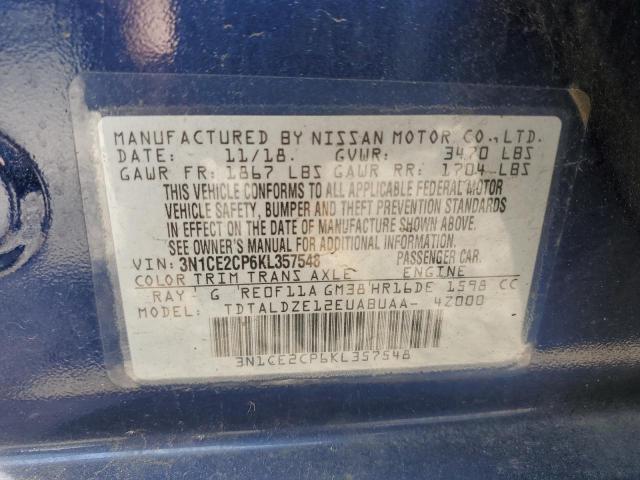 MANUFACTURED BY NISSAN MOTOR CO., LTD.
DATE: 11/18. GVWR: 3470 LBS
GAWR FR: 1867 LBS GAWR RR: 1704 LBS
THIS VEHICLE CONFORMS TO ALL APPLICABLE FEDERAL MOTOR
VEHICLE SAFETY, BUMPER AND THEFT PREVENTION STANDARDS
IN EFFECT ON THE DATE OF MANUFACTURE SHOWN ABOVE.
SEE OWNER'S MANUAL FOR ADDITIONAL INFORMATION.
VIN: 3N1CE2CP6KL357548 PASSENGER CAR.
COLOR TRIM TRANS AXLE ENGINE
RAY- G RE0F11A GM38 HR16DE 1598 CC
MODEL: TDTALDZE12EUABUAA- 4Z000
3N1CE2CP6KL357548